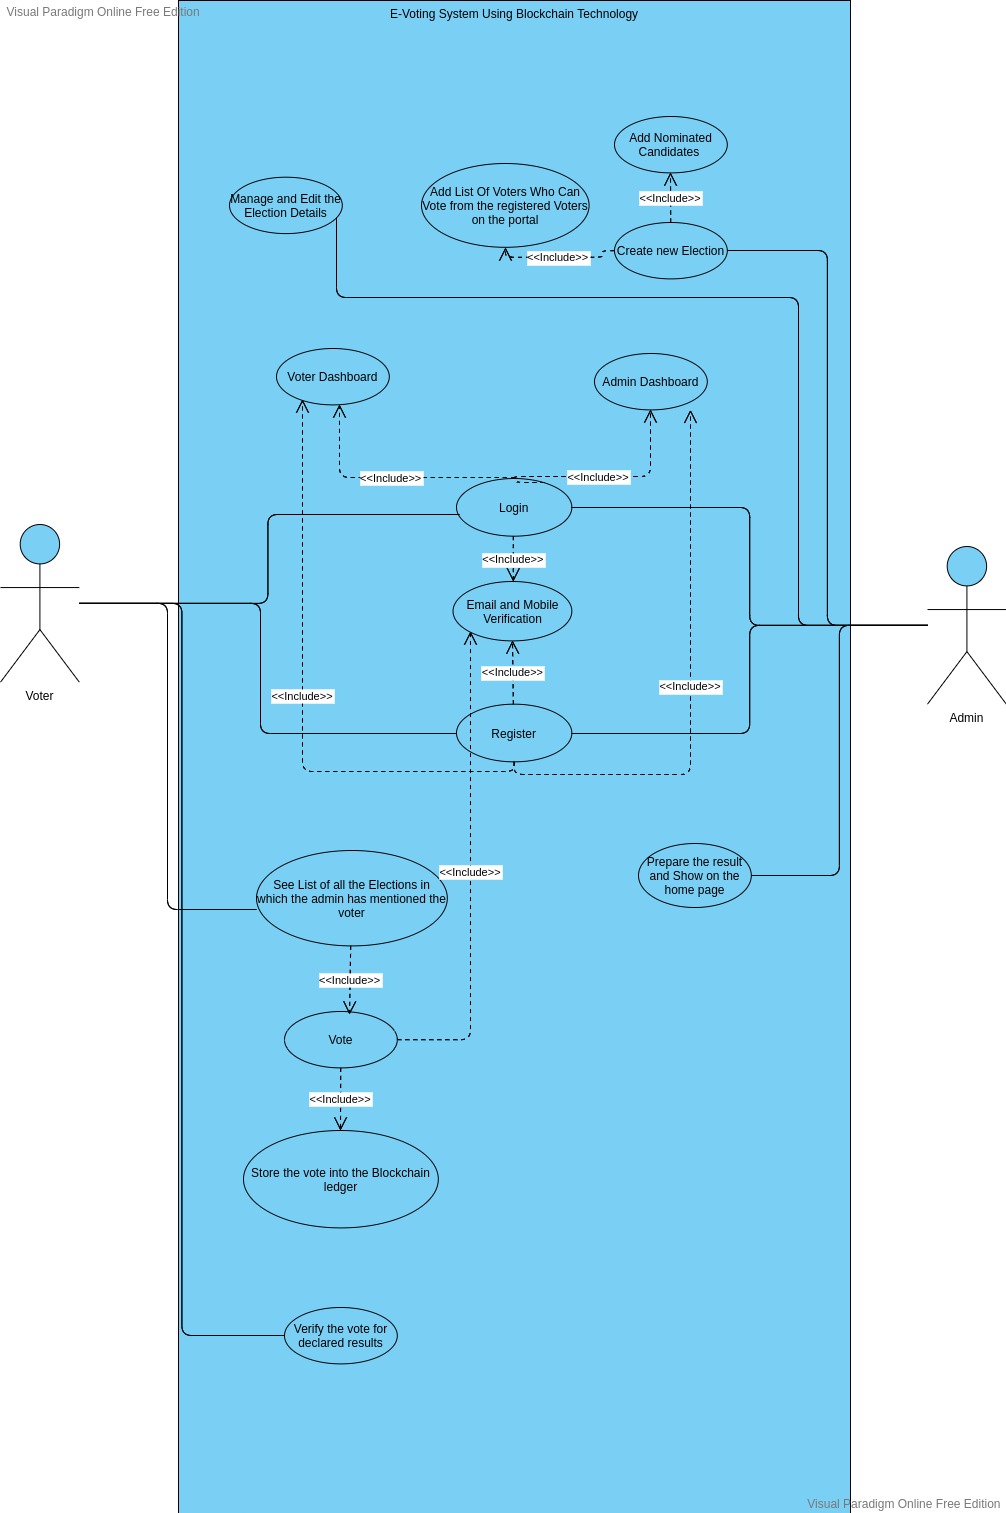 Visual Paradigm Online Free Edition
E-Voting System Using Blockchain Technology
Add Nominated
Candidates
<<Include>>
Manage and Edit the
Election Details
Add List Of Voters Who Can
Vote from the registered Voters
on the portal
Create new Election
<<Include>>
Voter Dashboard
Admin Dashboard
<<Include>>
<<Include>>
Login
<<Include>>
Email and Mobile
Verification
<<Include>>
<<Include>>
<<Include>>
Voter
Admin
Register
Prepare the result
and Show on the
home page
<<Include>>
See List of all the Elections in
which the admin has mentioned the
voter
<<Include>>
Vote
<<Include>>
Store the vote into the Blockchain
ledger
Verify the vote for
declared results
Visual Paradigm Online Free Edition